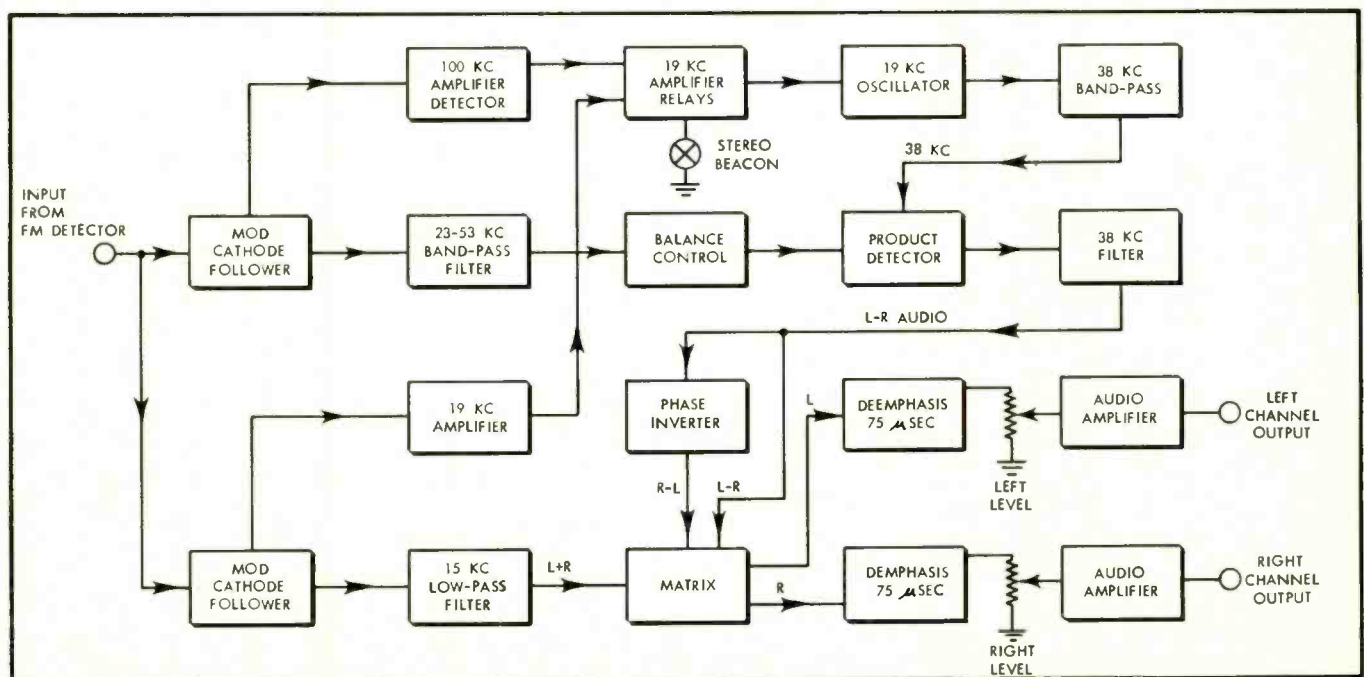 100 KC
AMPLIFIER
DETECTOR
19 KC
AMPLIFIER
RELAYS
19 KC
OSCILLATOR
38 KC
BAND-PASS
STEREO
BEACON
38 KC
INPUT
FROM
FM DETECTOR
MOD
CATHODE
FOLLOWER
23-53 KC
BAND-PASS
FILTER
BALANCE
CONTROL
PRODUCT
DETECTOR
38 KC
FILTER
L-R AUDIO
19 KC
AMPLIFIER
PHASE
INVERTER
L
DEEMPHASIS
75 μSEC
AUDIO
AMPLIFIER
LEFT
CHANNEL
OUTPUT
LEFT
LEVEL
R-L
L-R
MOD
CATHODE
FOLLOWER
15 KC
LOW-PASS
FILTER
L+R
MATRIX
R
DEMPHASIS
75 μSEC
AUDIO
AMPLIFIER
RIGHT
CHANNEL
OUTPUT
RIGHT
LEVEL